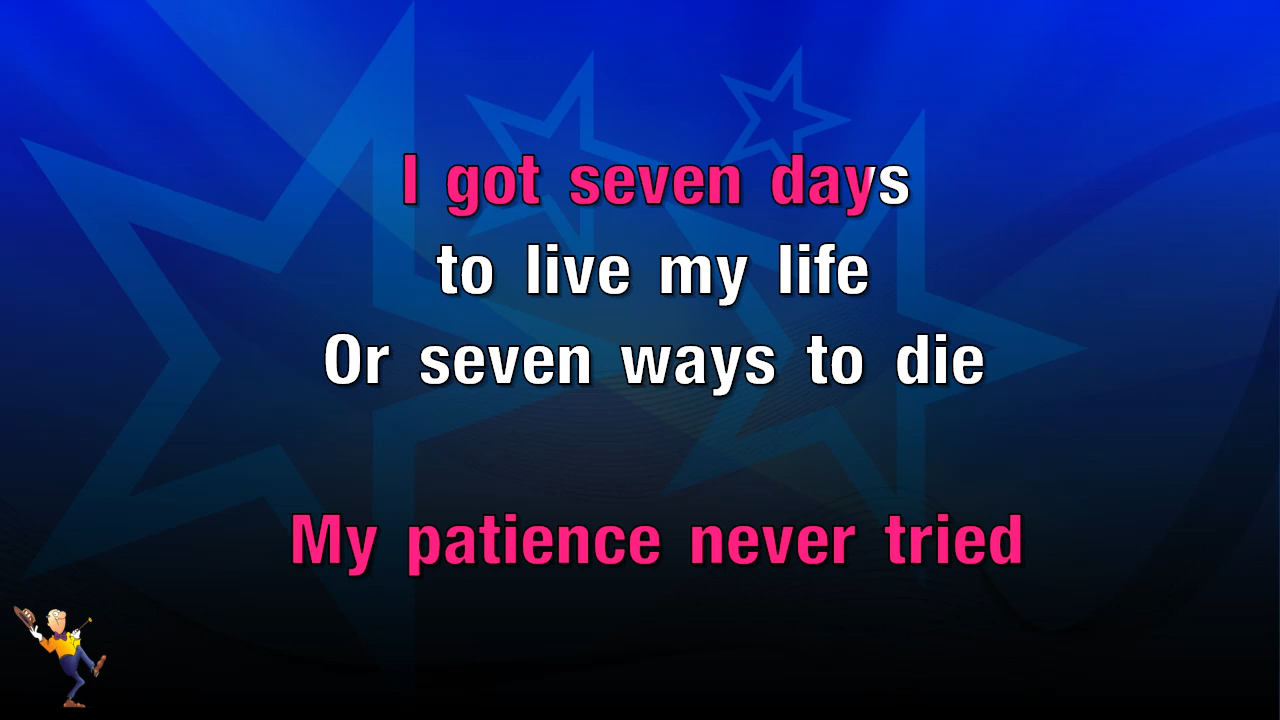 I got seven days
to live my life
Or seven ways to die
My patience never tried